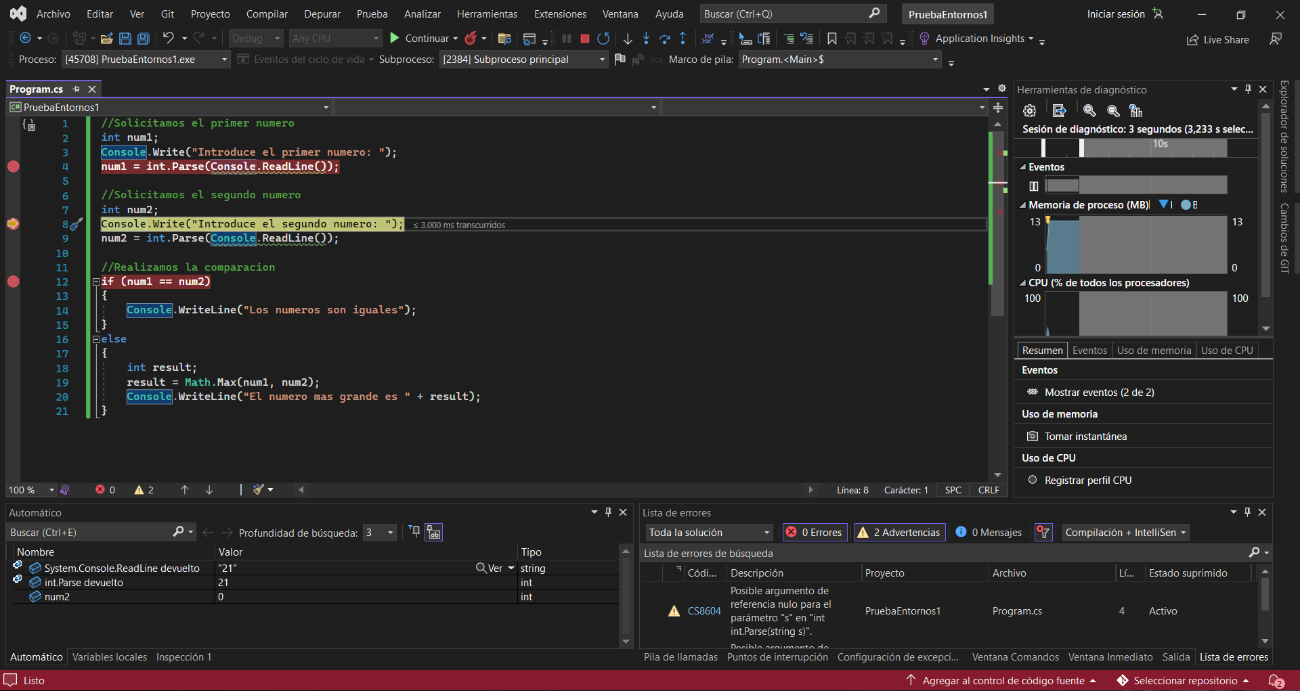 Archivo Editar Ver Git Proyecto Compilar Depurar Prueba Analizar Herramientas Extensiones Ventana Ayuda Buscar (Ctrl+Q) PruebaEntornos1 Iniciar sesión
Debug Any CPU Continuar Application Insights Live Share
Proceso: [45708] PruebaEntornos1.exe Eventos del ciclo de vida Subproceso: [2384] Subproceso principal Marco de pila: Program.<Main>$
Program.cs
PruebaEntornos1
1 //Solicitamos el primer numero
2 int num1;
3 Console.Write("Introduce el primer numero: ");
4 num1 = int.Parse(Console.ReadLine());
5
6 //Solicitamos el segundo numero
7 int num2;
8 Console.Write("Introduce el segundo numero: "); ≤ 3.000 ms transcurridos
9 num2 = int.Parse(Console.ReadLine());
10
11 //Realizamos la comparacion
12 if (num1 == num2)
13 {
14 Console.WriteLine("Los numeros son iguales");
15 }
16 else
17 {
18 int result;
19 result = Math.Max(num1, num2);
20 Console.WriteLine("El numero mas grande es " + result);
21 }
100 % 0 2 Línea: 8 Carácter: 1 SPC CRLF
Herramientas de diagnóstico
Sesión de diagnóstico: 3 segundos (3,233 s selec...
10s
Eventos
Memoria de proceso (MB)
13 13
0 0
CPU (% de todos los procesadores)
100 100
Resumen Eventos Uso de memoria Uso de CPU
Eventos
Mostrar eventos (2 de 2)
Uso de memoria
Tomar instantánea
Uso de CPU
Registrar perfil CPU
Explorador de soluciones
Cambios de GIT
Automático
Buscar (Ctrl+E) Profundidad de búsqueda: 3
Nombre Valor Tipo
System.Console.ReadLine devuelto "21" Ver string
int.Parse devuelto 21 int
num2 0 int
Automático Variables locales Inspección 1
Lista de errores
Toda la solución 0 Errores 2 Advertencias 0 Mensajes Compilación + IntelliSen
Lista de errores de búsqueda
Códi... Descripción Proyecto Archivo Lí... Estado suprimido
CS8604 Posible argumento de referencia nulo para el parámetro "s" en "int int.Parse(string s)". PruebaEntornos1 Program.cs 4 Activo
Posible argumento de
Pila de llamadas Puntos de interrupción Configuración de excepci... Ventana Comandos Ventana Inmediato Salida Lista de errores
Listo Agregar al control de código fuente Seleccionar repositorio 2